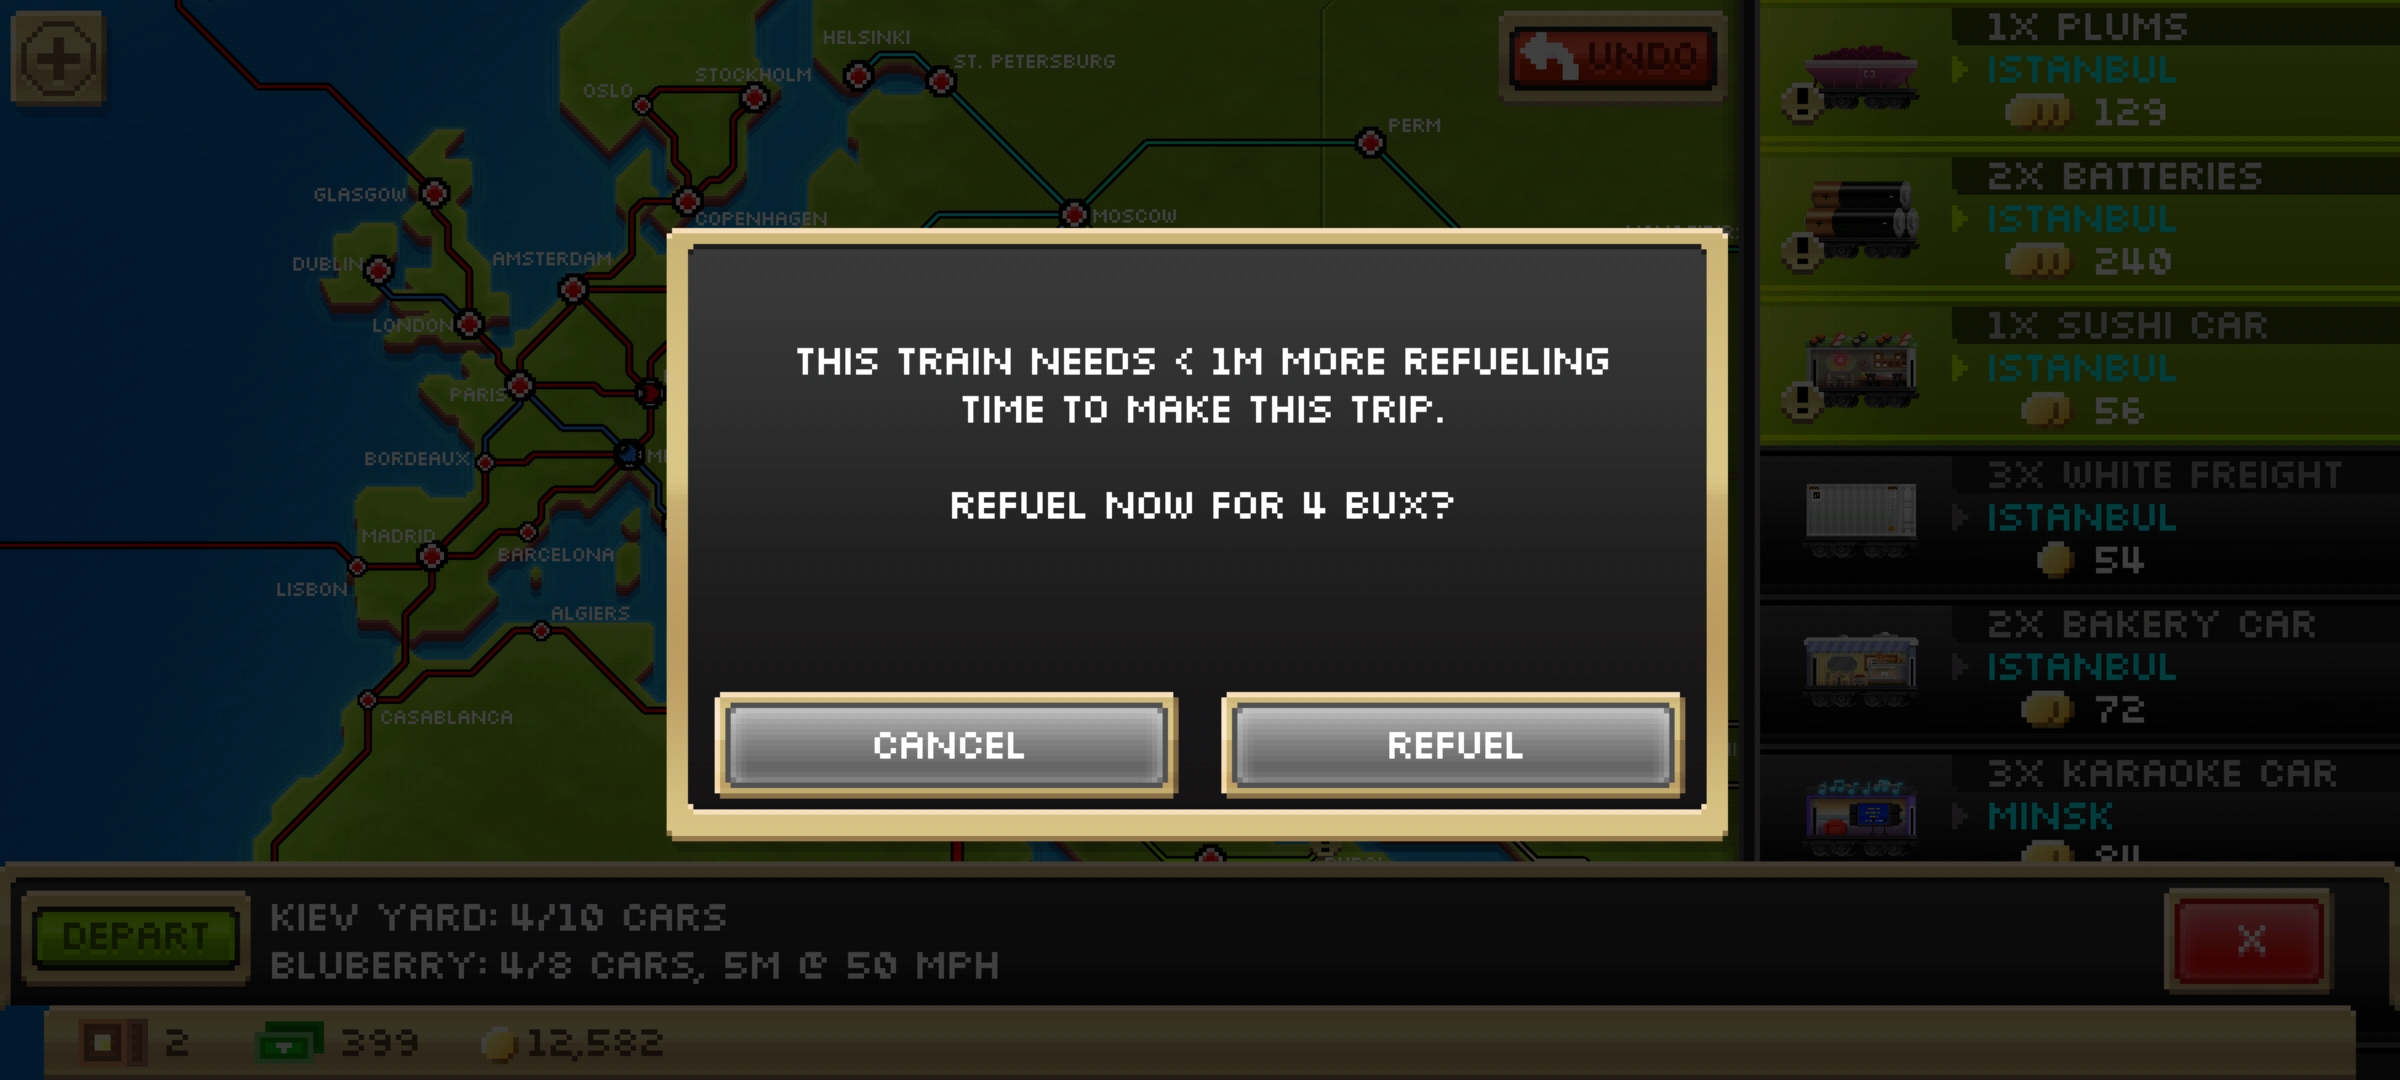 HELSINKI
ST. PETERSBURG
STOCKHOLM
OSLO
PERM
GLASGOW
COPENHAGEN
MOSCOW
DUBLIN
AMSTERDAM
LONDON
PARIS
BORDEAUX
MADRID
BARCELONA
LISBON
ALGIERS
CASABLANCA
UNDO
THIS TRAIN NEEDS < 1M MORE REFUELING
TIME TO MAKE THIS TRIP.
REFUEL NOW FOR 4 BUX?
CANCEL
REFUEL
1X PLUMS
ISTANBUL
129
2X BATTERIES
ISTANBUL
240
1X SUSHI CAR
ISTANBUL
56
3X WHITE FREIGHT
ISTANBUL
54
2X BAKERY CAR
ISTANBUL
72
3X KARAOKE CAR
MINSK
DEPART
KIEV YARD: 4/10 CARS
BLUBERRY: 4/8 CARS, 5M @ 50 MPH
X
2
399
12,582